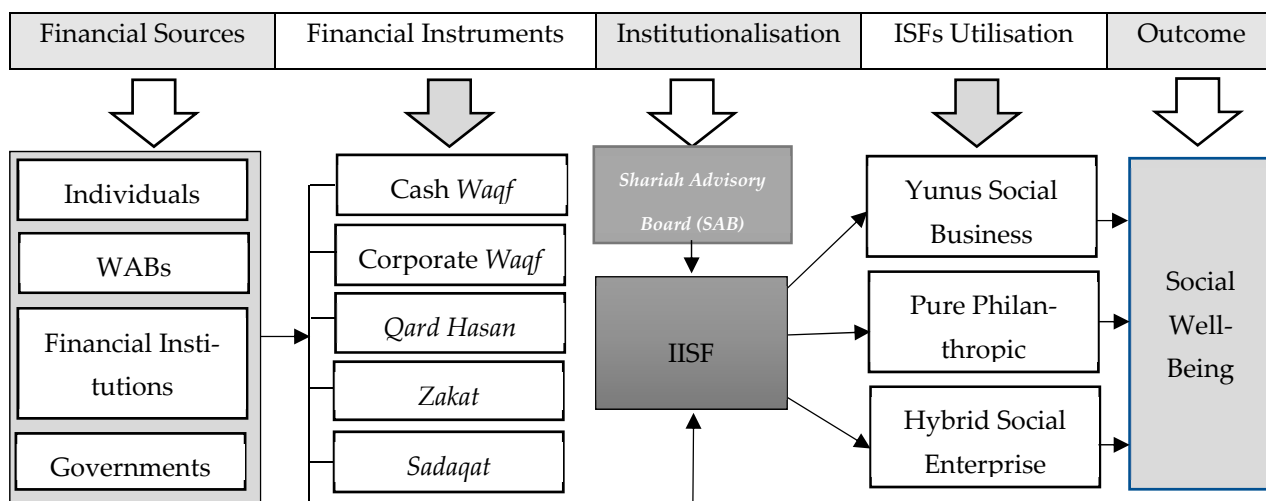 Financial Sources
Financial Instruments
Institutionalisation
ISFs Utilisation
Outcome
Individuals
WABs
Financial Insti-
tutions
Governments
Cash Waqf
Corporate Waqf
Qard Hasan
Zakat
Sadaqat
Shariah Advisory
Board (SAB)
IISF
Yunus Social
Business
Pure Philan-
thropic
Hybrid Social
Enterprise
Social
Well-
Being